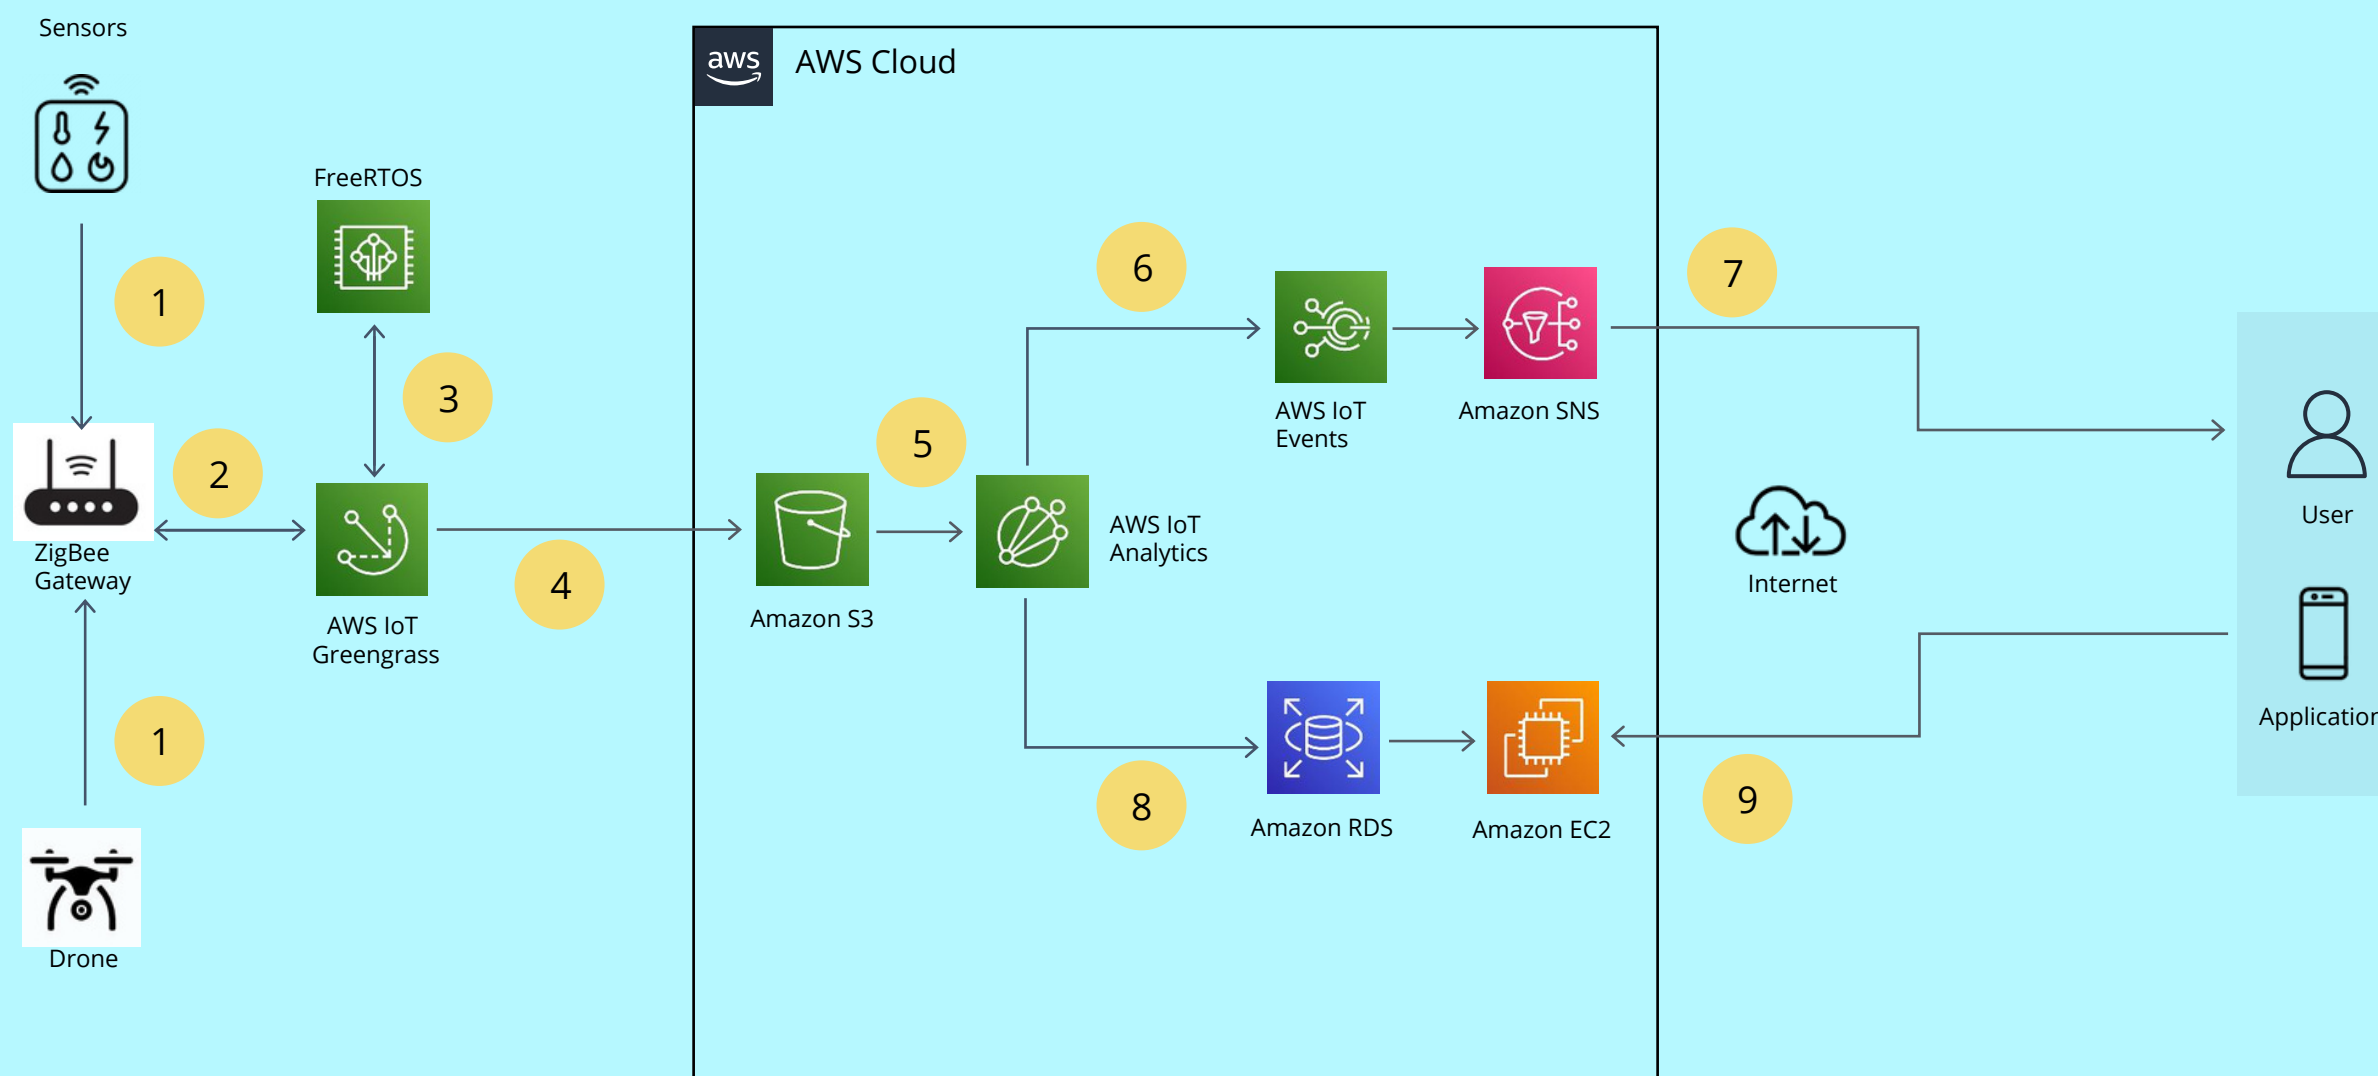 Sensors
aws
AWS Cloud
FreeRTOS
1
2
3
4
5
6
7
ZigBee
Gateway
AWS IoT
Greengrass
Amazon S3
AWS IoT
Analytics
AWS IoT
Events
Amazon SNS
Internet
User
Application
1
Drone
8
Amazon RDS
Amazon EC2
9